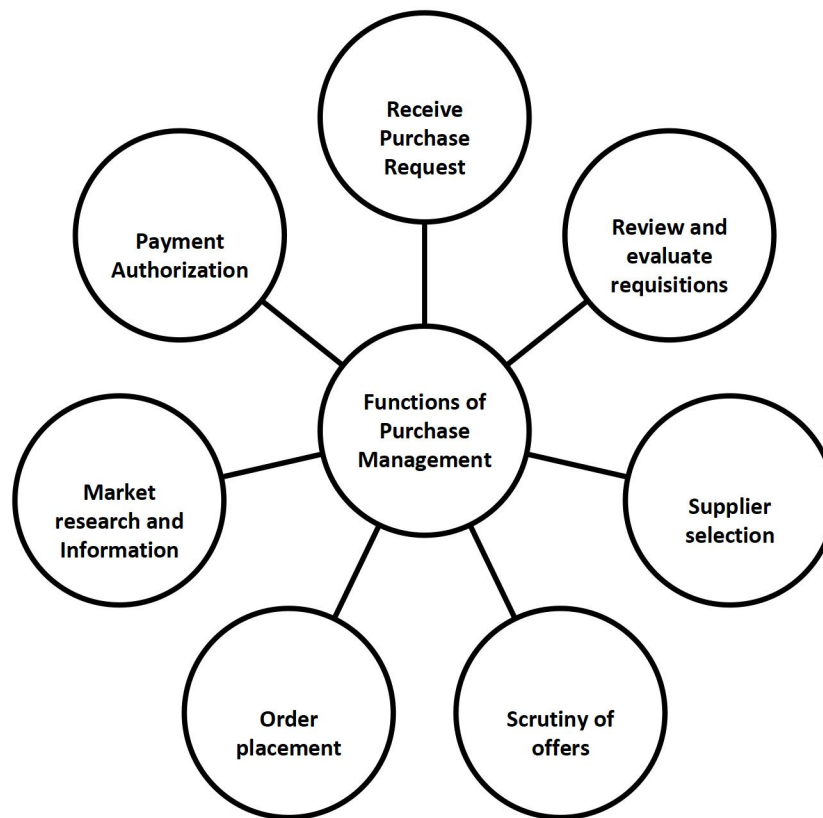 Receive
Purchase
Request
Review and
evaluate
requisitions
Supplier
selection
Scrutiny of
offers
Order
placement
Market
research and
Information
Payment
Authorization
Functions of
Purchase
Management